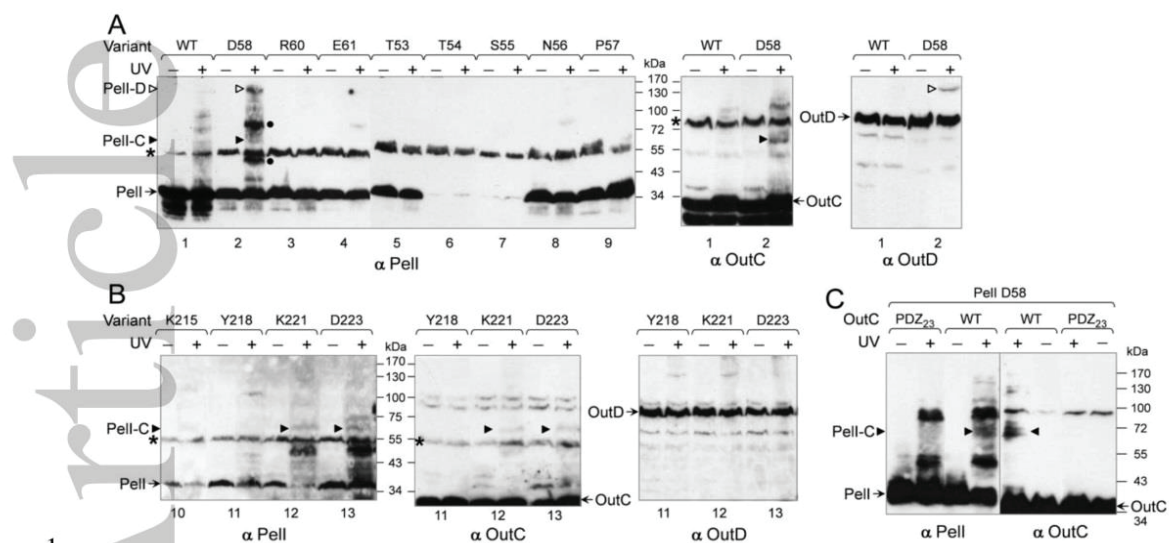 A
Variant WT D58 R60 E61 T53 T54 S55 N56 P57 WT D58 WT D58
UV – + – + – + – + – + – + – + – + – + kDa – + – + – + – +
PelI-D 170
130
100
72
PelI-C * 55
43
PelI 34
* OutD
OutC
1 2 3 4 5 6 7 8 9 1 2 1 2
α PelI α OutC α OutD
B
Variant K215 Y218 K221 D223 Y218 K221 D223 Y218 K221 D223
UV – + – + – + – + kDa – + – + – + – + – + – +
170
130
100
75
PelI-C * 55
43
PelI 34
* OutD
OutC
10 11 12 13 11 12 13 11 12 13
α PelI α OutC α OutD
C
PelI D58
OutC PDZ23 WT WT PDZ23
UV – + – + + – + – kDa
170
130
100
PelI-C 72
55
43
PelI OutC
34
α PelI α OutC
Article